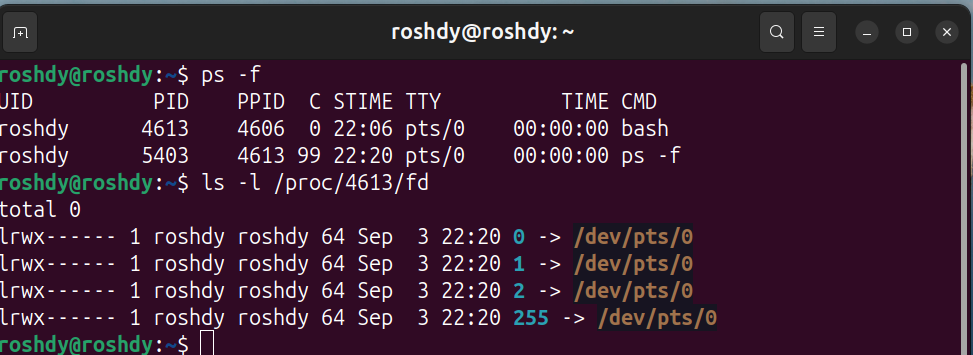 roshdy@roshdy: ~
roshdy@roshdy:~$ ps -f
UID          PID    PPID  C STIME TTY          TIME CMD
roshdy      4613    4606  0 22:06 pts/0    00:00:00 bash
roshdy      5403    4613 99 22:20 pts/0    00:00:00 ps -f
roshdy@roshdy:~$ ls -l /proc/4613/fd
total 0
lrwx------ 1 roshdy roshdy 64 Sep  3 22:20 0 -> /dev/pts/0
lrwx------ 1 roshdy roshdy 64 Sep  3 22:20 1 -> /dev/pts/0
lrwx------ 1 roshdy roshdy 64 Sep  3 22:20 2 -> /dev/pts/0
lrwx------ 1 roshdy roshdy 64 Sep  3 22:20 255 -> /dev/pts/0
roshdy@roshdy:~$